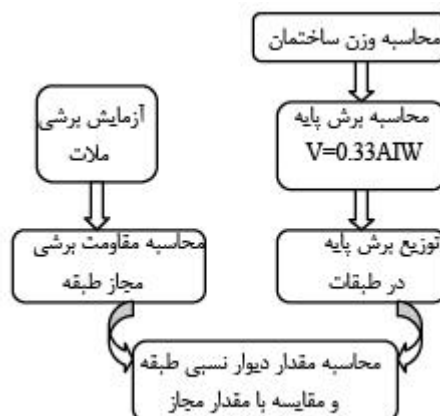 محاسبه وزن ساختمان
محاسبه برش پایه
V=0.33AIW
توزیع برش پایه
در طبقات
آزمایش برشی
ملات
محاسبه مقاومت برشی
مجاز طبقه
محاسبه مقدار دیوار نسبی طبقه
و مقایسه با مقدار مجاز